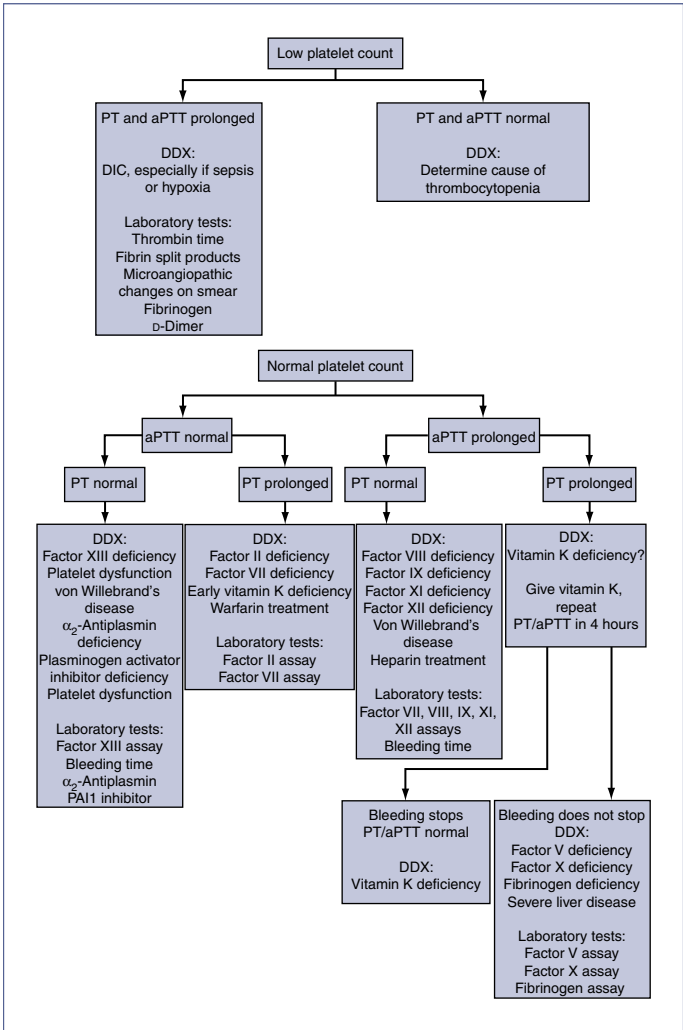 Low platelet count
PT and aPTT prolonged
DDX:
DIC, especially if sepsis
or hypoxia
Laboratory tests:
Thrombin time
Fibrin split products
Microangiopathic
changes on smear
Fibrinogen
D-Dimer
PT and aPTT normal
DDX:
Determine cause of
thrombocytopenia
Normal platelet count
aPTT normal
aPTT prolonged
PT normal
PT prolonged
PT normal
PT prolonged
DDX:
Factor XIII deficiency
Platelet dysfunction
von Willebrand's
disease
α2-Antiplasmin
deficiency
Plasminogen activator
inhibitor deficiency
Platelet dysfunction
Laboratory tests:
Factor XIII assay
Bleeding time
α2-Antiplasmin
PAI1 inhibitor
DDX:
Factor II deficiency
Factor VII deficiency
Early vitamin K deficiency
Warfarin treatment
Laboratory tests:
Factor II assay
Factor VII assay
DDX:
Factor VIII deficiency
Factor IX deficiency
Factor XI deficiency
Factor XII deficiency
Von Willebrand's
disease
Heparin treatment
Laboratory tests:
Factor VII, VIII, IX, XI,
XII assays
Bleeding time
DDX:
Vitamin K deficiency?
Give vitamin K,
repeat
PT/aPTT in 4 hours
Bleeding stops
PT/aPTT normal
DDX:
Vitamin K deficiency
Bleeding does not stop
DDX:
Factor V deficiency
Factor X deficiency
Fibrinogen deficiency
Severe liver disease
Laboratory tests:
Factor V assay
Factor X assay
Fibrinogen assay